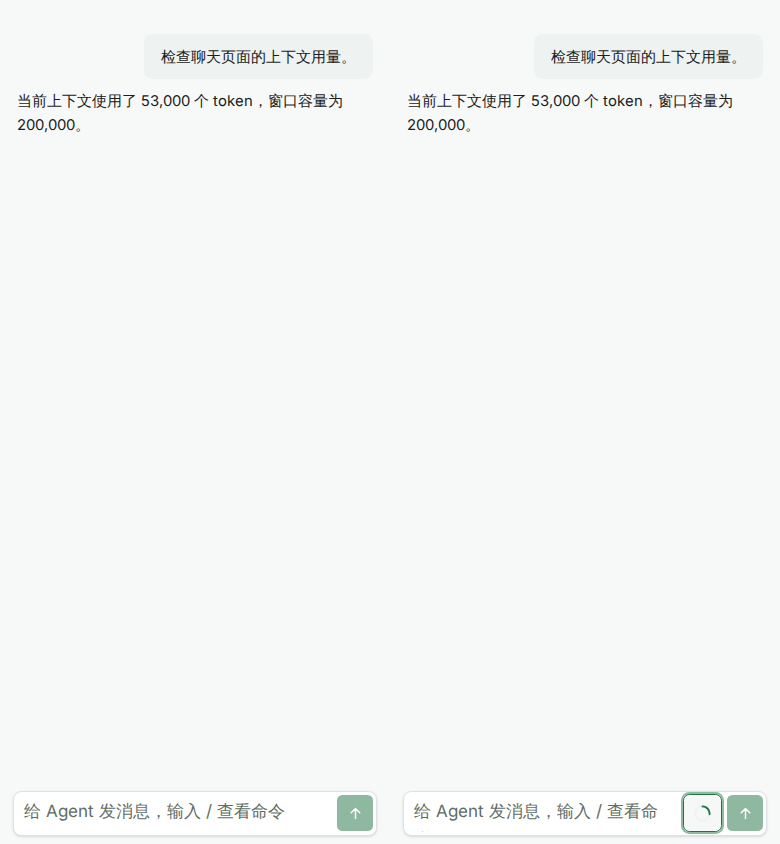 检查聊天页面的上下文用量。
当前上下文使用了 53,000 个 token，窗口容量为
200,000。
给 Agent 发消息，输入 / 查看命令
检查聊天页面的上下文用量。
当前上下文使用了 53,000 个 token，窗口容量为
200,000。
给 Agent 发消息，输入 / 查看命